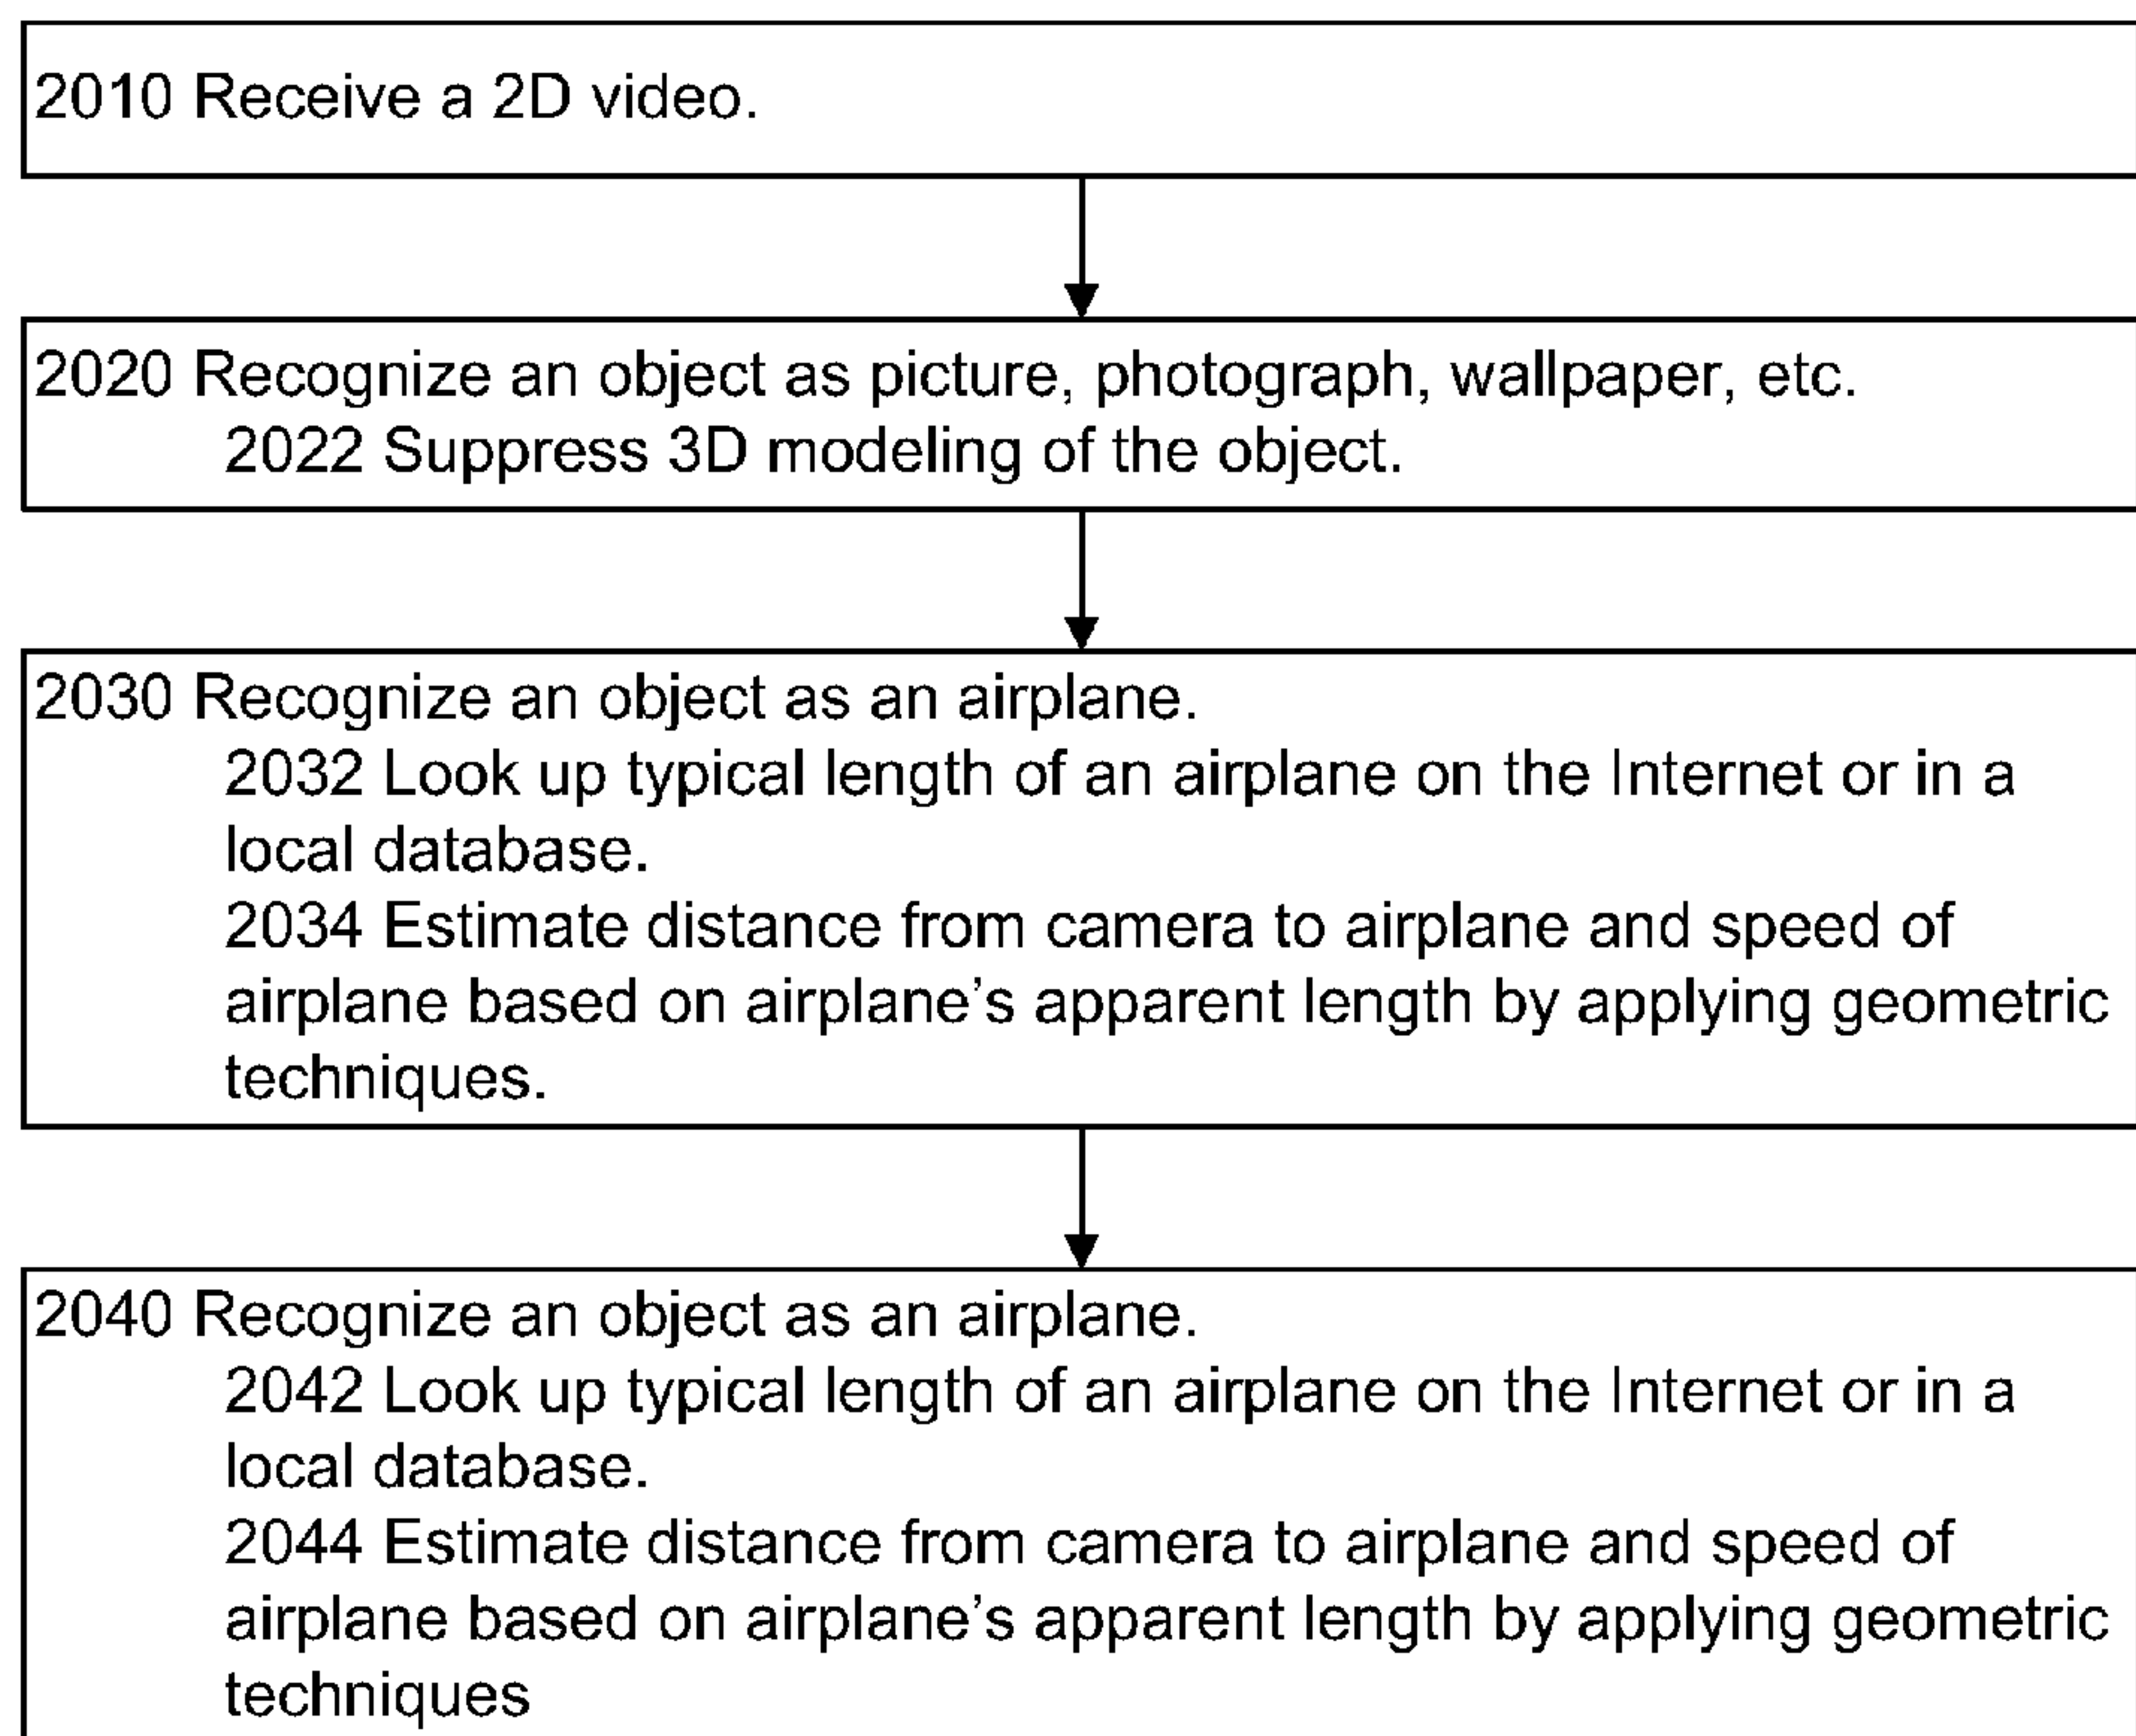 2010 Receive a 2D video.
2020 Recognize an object as picture, photograph, wallpaper, etc.
2022 Suppress 3D modeling of the object.
2030 Recognize an object as an airplane.
2032 Look up typical length of an airplane on the Internet or in a
local database.
2034 Estimate distance from camera to airplane and speed of
airplane based on airplane’s apparent length by applying geometric
techniques.
2040 Recognize an object as an airplane.
2042 Look up typical length of an airplane on the Internet or in a
local database.
2044 Estimate distance from camera to airplane and speed of
airplane based on airplane’s apparent length by applying geometric
techniques